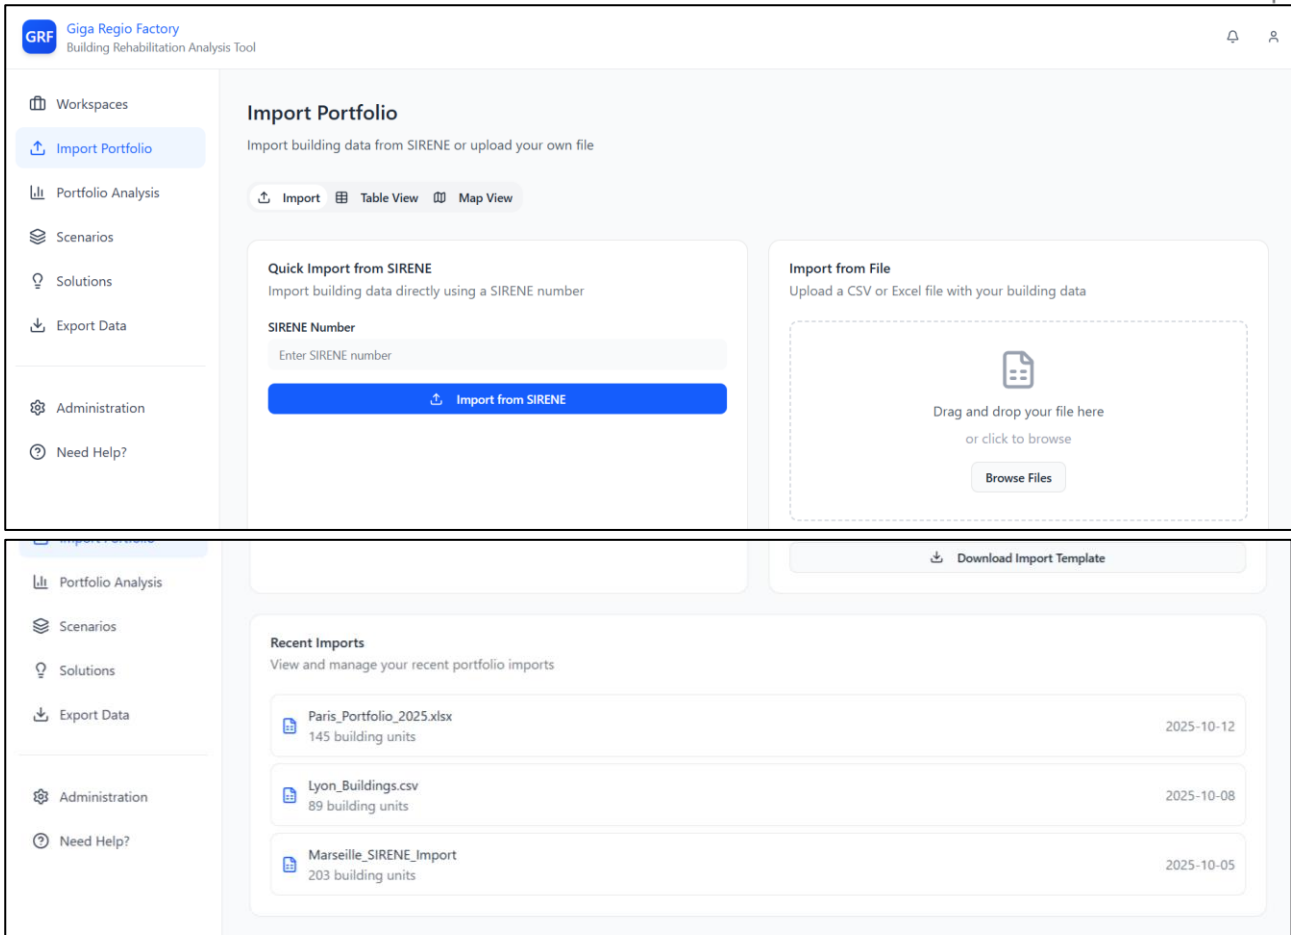 GRF
Giga Regio Factory
Building Rehabilitation Analysis Tool
Workspaces
Import Portfolio
Portfolio Analysis
Scenarios
Solutions
Export Data
Administration
Need Help?
Import Portfolio
Import building data from SIRENE or upload your own file
Import
Table View
Map View
Quick Import from SIRENE
Import building data directly using a SIRENE number
SIRENE Number
Enter SIRENE number
Import from SIRENE
Import from File
Upload a CSV or Excel file with your building data
Drag and drop your file here
or click to browse
Browse Files
Import Portfolio
Portfolio Analysis
Scenarios
Solutions
Export Data
Administration
Need Help?
Download Import Template
Recent Imports
View and manage your recent portfolio imports
Paris_Portfolio_2025.xlsx
145 building units
2025-10-12
Lyon_Buildings.csv
89 building units
2025-10-08
Marseille_SIRENE_Import
203 building units
2025-10-05